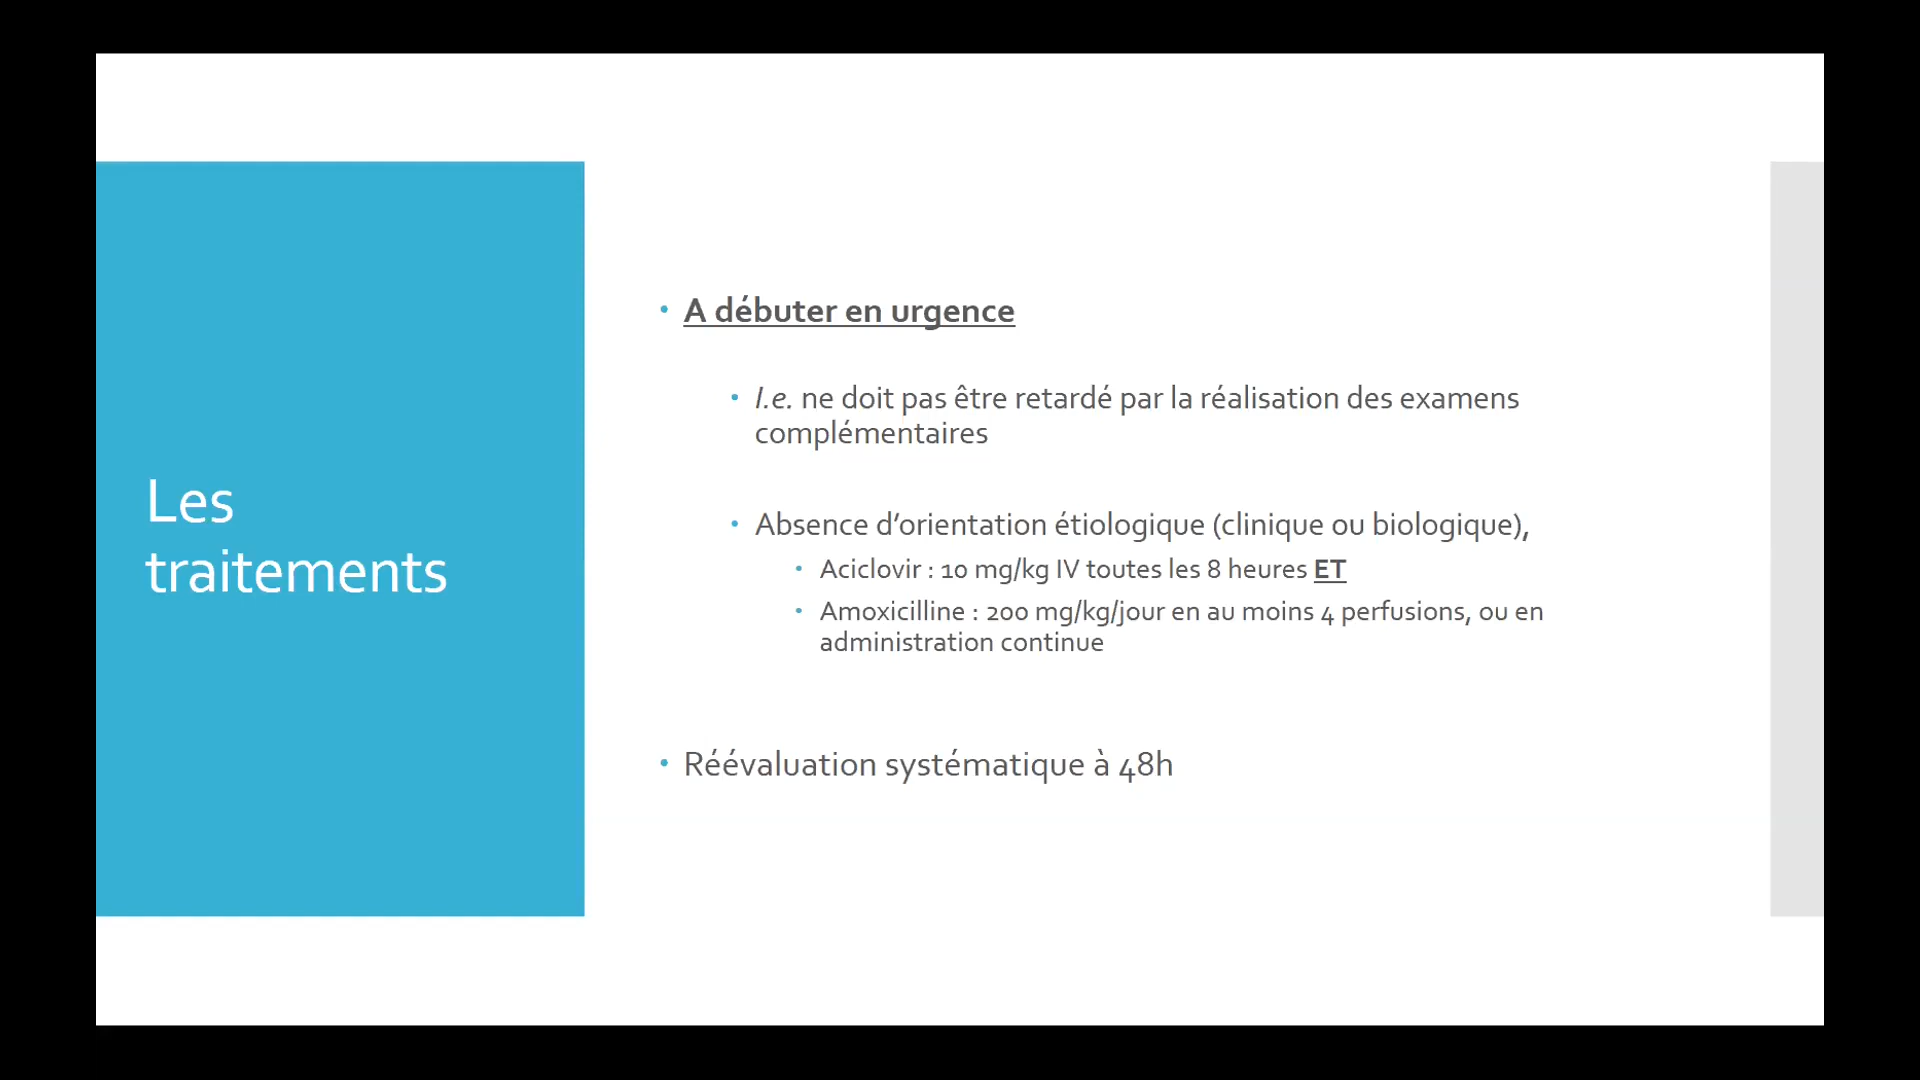 Les
traitements
• A débuter en urgence
• I.e. ne doit pas être retardé par la réalisation des examens
complémentaires
• Absence d’orientation étiologique (clinique ou biologique),
• Aciclovir : 10 mg/kg IV toutes les 8 heures ET
• Amoxicilline : 200 mg/kg/jour en au moins 4 perfusions, ou en
administration continue
• Réévaluation systématique à 48h